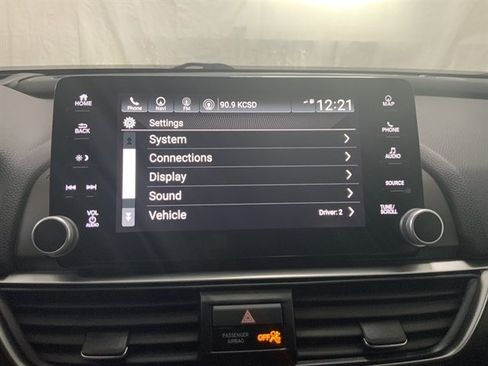 HOME
BACK
VOL
AUDIO
Phone Navi FM 90.9 KCSD 12:21
Settings
System
Connections
Display
Sound
Vehicle Driver: 2
MAP
PHONE
AUDIO
SOURCE
TUNE/
SCROLL
PASSENGER
AIRBAG
OFF